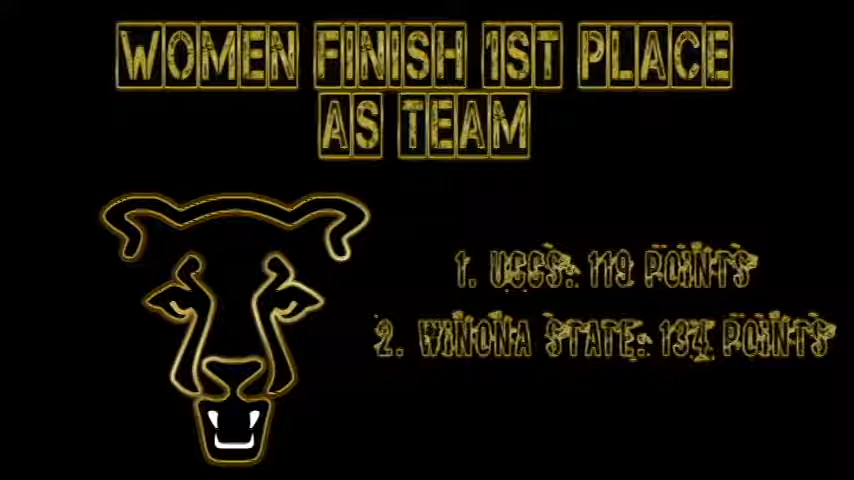 WOMEN FINISH 1ST PLACE
AS TEAM
1. UCCS: 119 POINTS
2. WINONA STATE: 134 POINTS